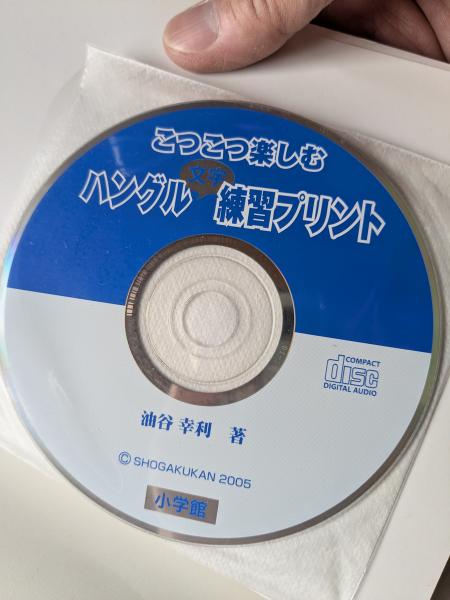 こつこつ楽しむ
ハングル文字練習プリント
COMPACT
disc
DIGITAL AUDIO
油谷 幸利 著
© SHOGAKUKAN 2005
小学館